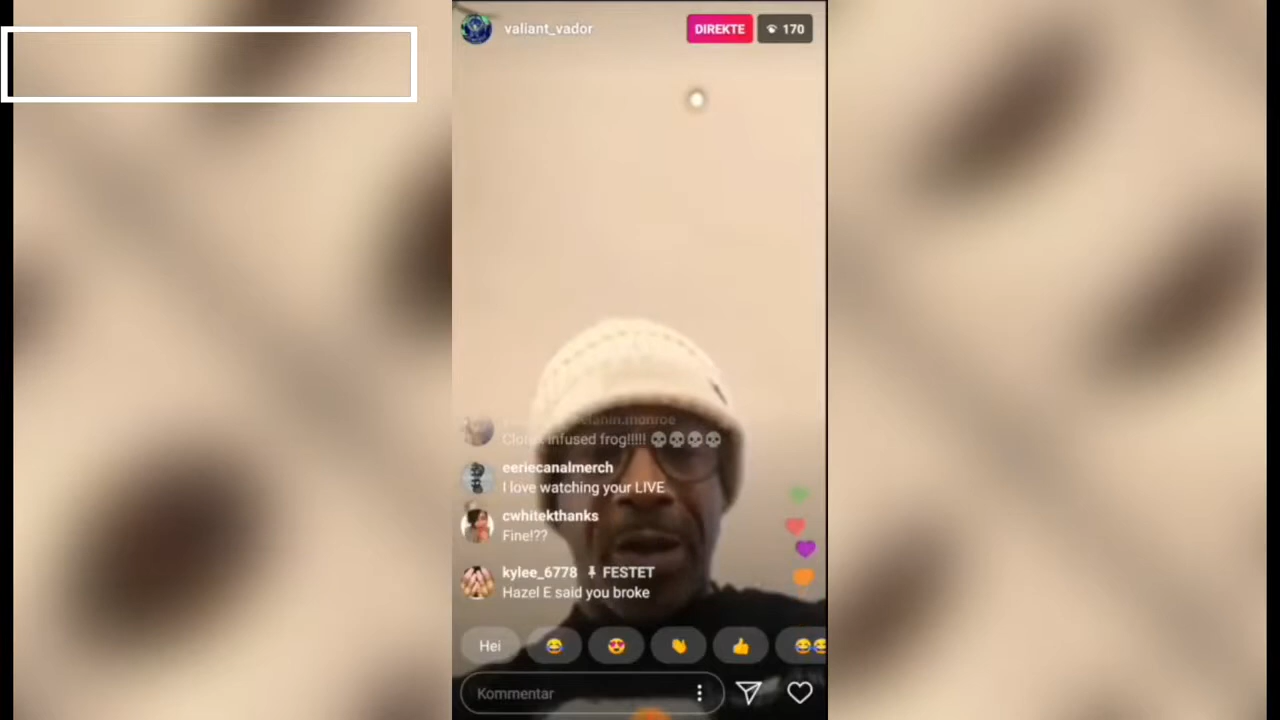 valiant_vador
DIREKTE
170
infused frog!!!!!
eeriecanalmerch
I love watching your LIVE
cwhitekthanks
Fine!??
kylee_6778 FESTET
Hazel E said you broke
Hei
Kommentar